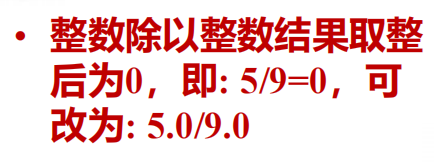 • 整数除以整数结果取整
后为0，即: 5/9=0，可
改为: 5.0/9.0